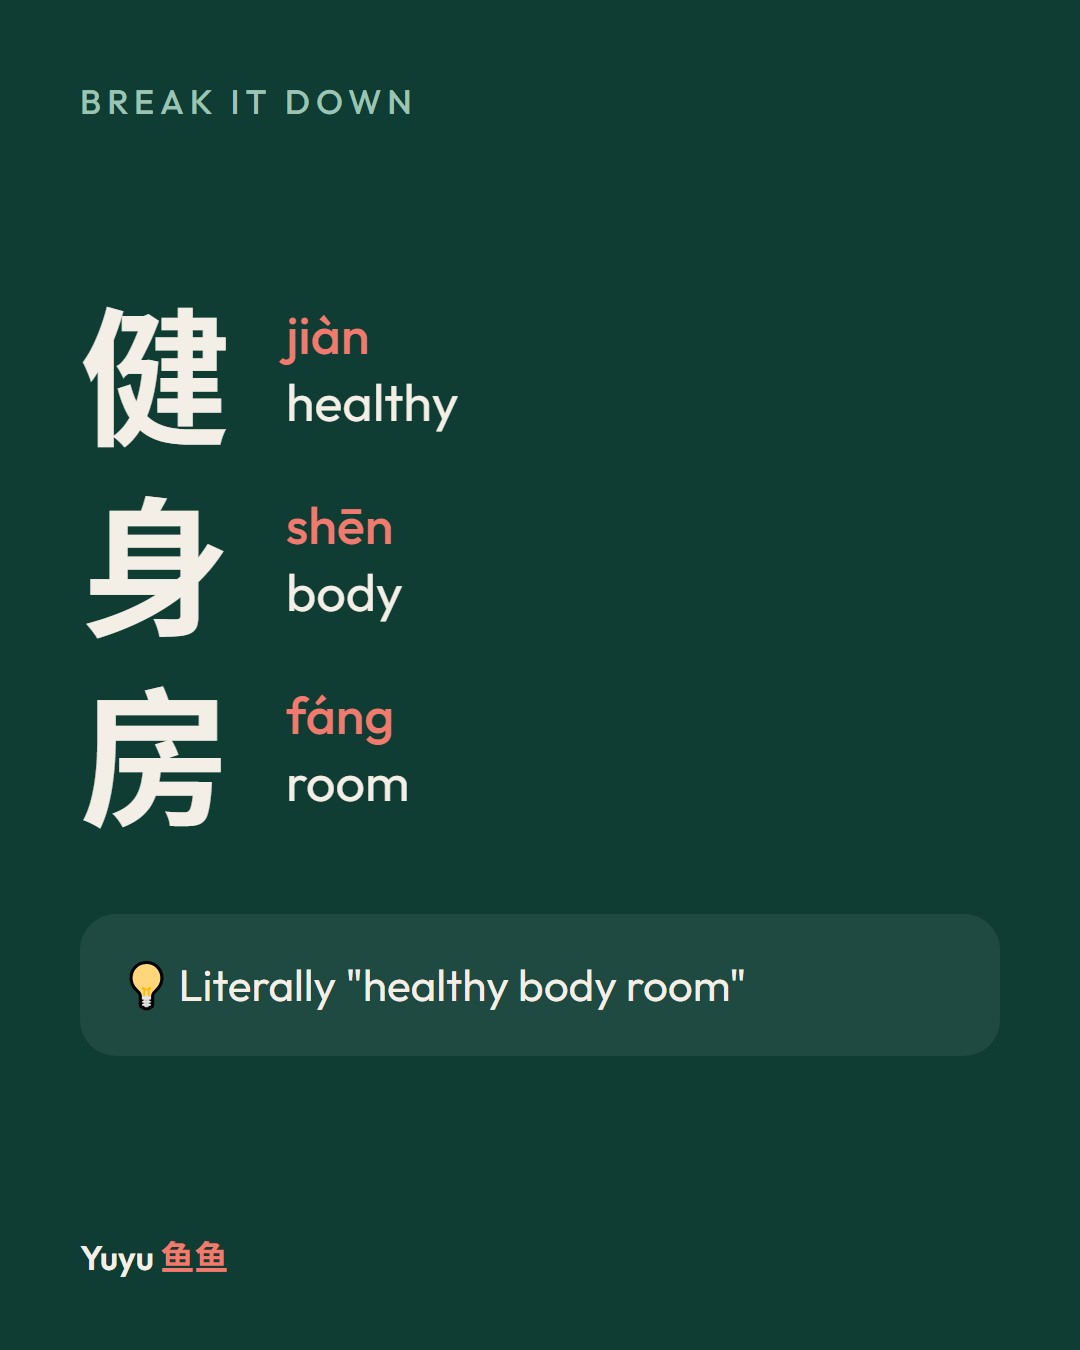 BREAK IT DOWN
健
jiàn
healthy
身
shēn
body
房
fáng
room
💡 Literally "healthy body room"
Yuyu 鱼鱼